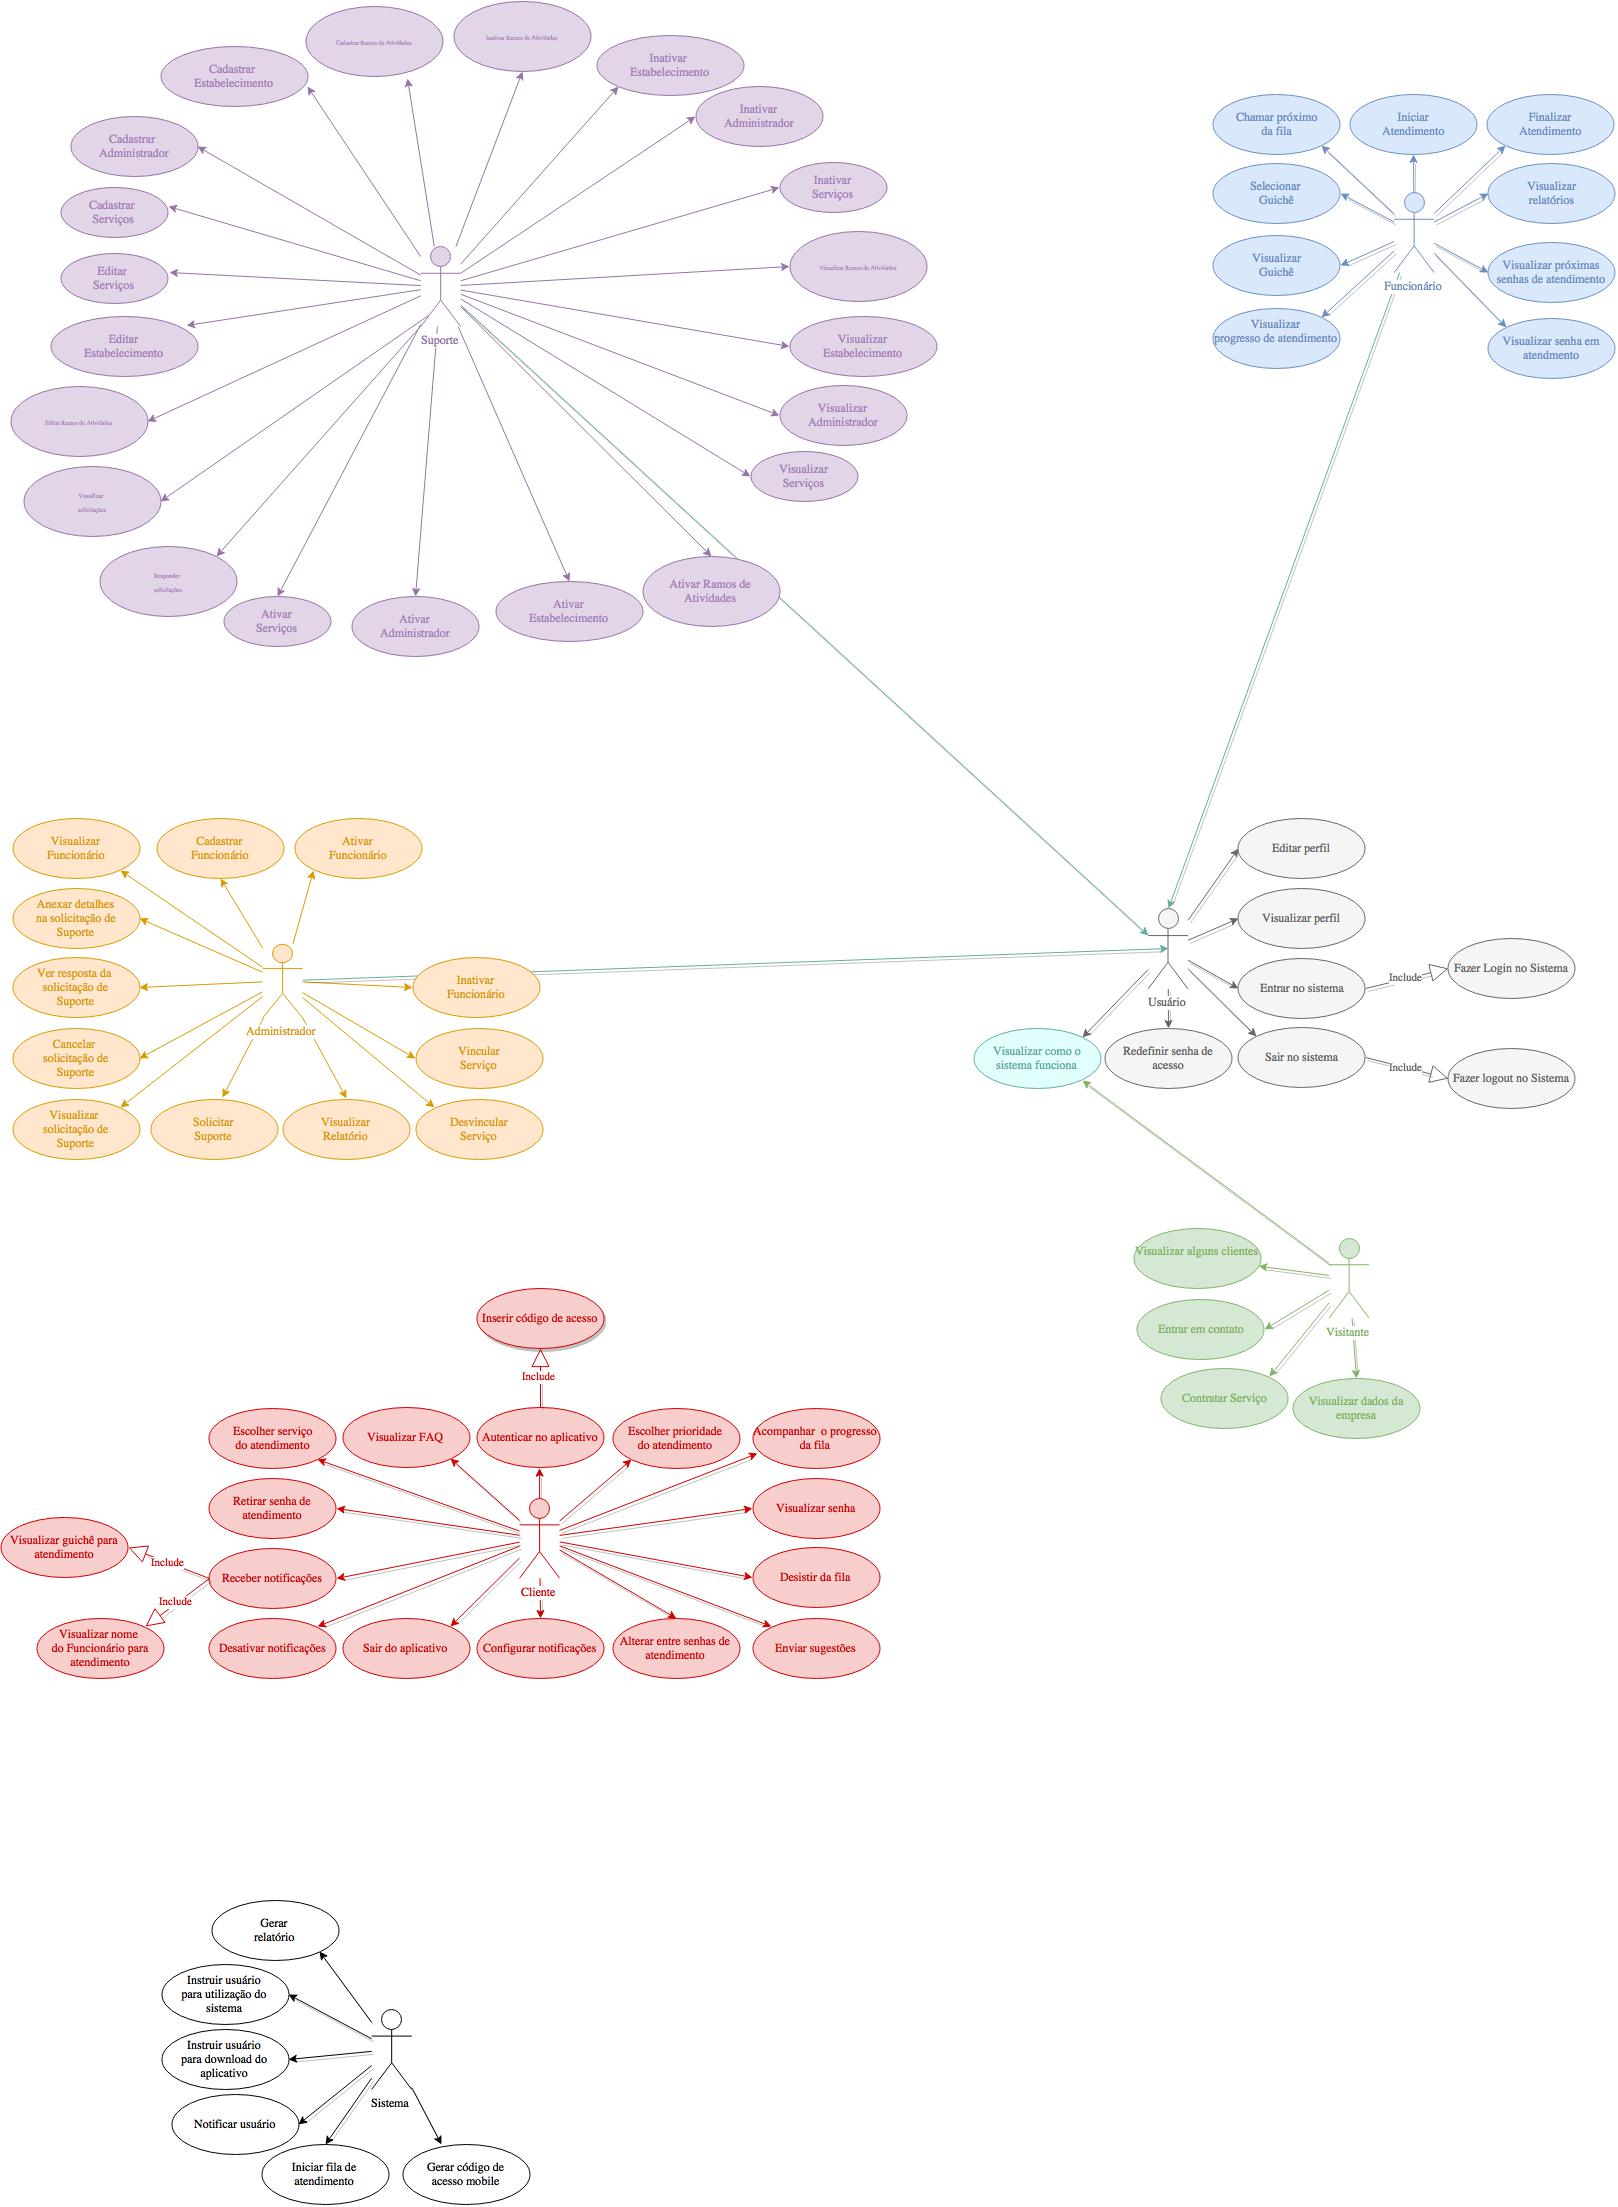 Cadastrar Ramos de Atividades
Inativar Ramos de Atividades
Cadastrar
Estabelecimento
Inativar
Estabelecimento
Inativar
Administrador
Cadastrar
Administrador
Inativar
Serviços
Cadastrar
Serviços
Editar
Serviços
Visualizar Ramos de Atividades
Suporte
Editar
Estabelecimento
Visualizar
Estabelecimento
Editar Ramos de Atividades
Visualizar
Administrador
Visualizar
Serviços
Visualizar
solicitações
Responder
solicitações
Ativar
Serviços
Ativar
Administrador
Ativar
Estabelecimento
Ativar Ramos de
Atividades
Chamar próximo
da fila
Iniciar
Atendimento
Finalizar
Atendimento
Selecionar
Guichê
Visualizar
relatórios
Visualizar
Guichê
Visualizar próximas
senhas de atendimento
Funcionário
Visualizar
progresso de atendimento
Visualizar senha em
atendmento
Visualizar
Funcionário
Cadastrar
Funcionário
Ativar
Funcionário
Anexar detalhes
na solicitação de
Suporte
Ver resposta da
solicitação de
Suporte
Inativar
Funcionário
Administrador
Cancelar
solicitação de
Suporte
Vincular
Serviço
Visualizar
solicitação de
Suporte
Solicitar
Suporte
Visualizar
Relatório
Desvincular
Serviço
Editar perfil
Visualizar perfil
Entrar no sistema
Include
Fazer Login no Sistema
Usuário
Visualizar como o
sistema funciona
Redefinir senha de
acesso
Sair no sistema
Include
Fazer logout no Sistema
Visualizar alguns clientes
Entrar em contato
Visitante
Contratar Serviço
Visualizar dados da
empresa
Inserir código de acesso
Include
Escolher serviço
do atendimento
Visualizar FAQ
Autenticar no aplicativo
Escolher prioridade
do atendimento
Acompanhar  o progresso
da fila
Retirar senha de
atendimento
Visualizar senha
Visualizar guichê para
atendimento
Include
Receber notificações
Desistir da fila
Cliente
Include
Visualizar nome
do Funcionário para
atendimento
Desativar notificações
Sair do aplicativo
Configurar notificações
Alterar entre senhas de
atendimento
Enviar sugestões
Gerar
relatório
Instruir usuário
para utilização do
sistema
Instruir usuário
para download do
aplicativo
Sistema
Notificar usuário
Iniciar fila de
atendimento
Gerar código de
acesso mobile